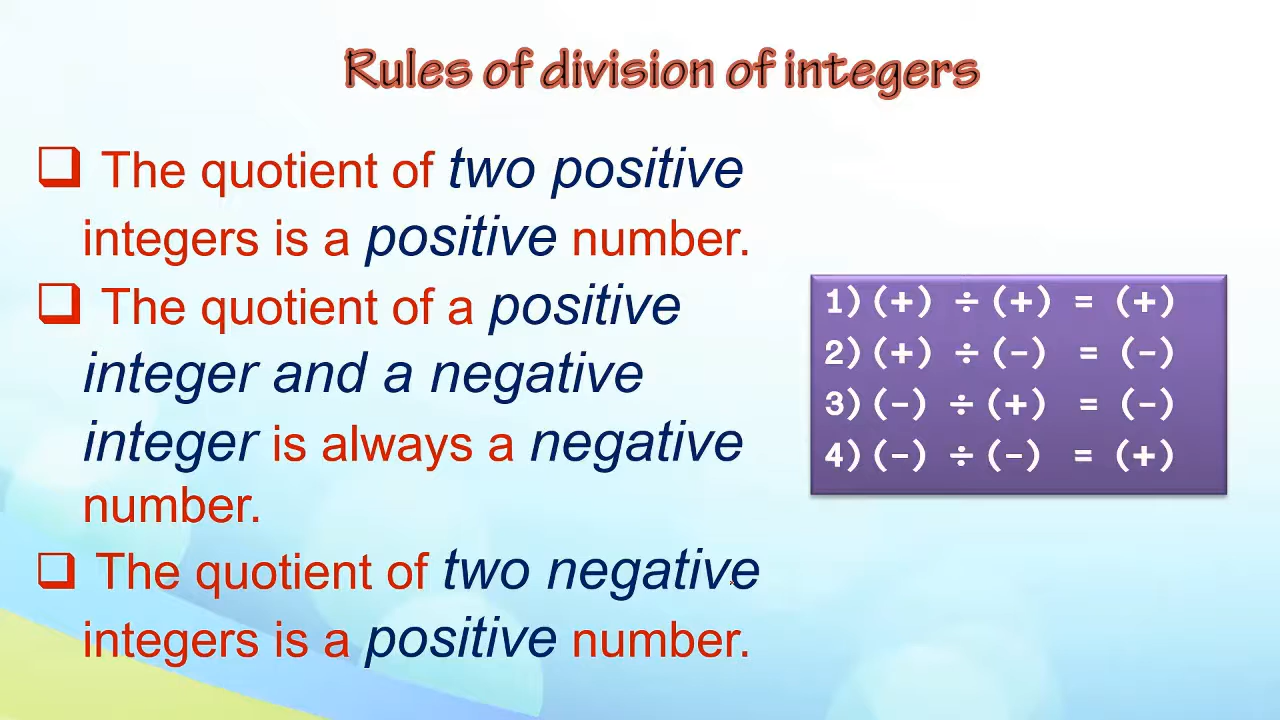 Rules of division of integers
❑ The quotient of two positive
integers is a positive number.
❑ The quotient of a positive
integer and a negative
integer is always a negative
number.
❑ The quotient of two negative
integers is a positive number.
1) (+) ÷ (+) = (+)
2) (+) ÷ (-) = (-)
3) (-) ÷ (+) = (-)
4) (-) ÷ (-) = (+)